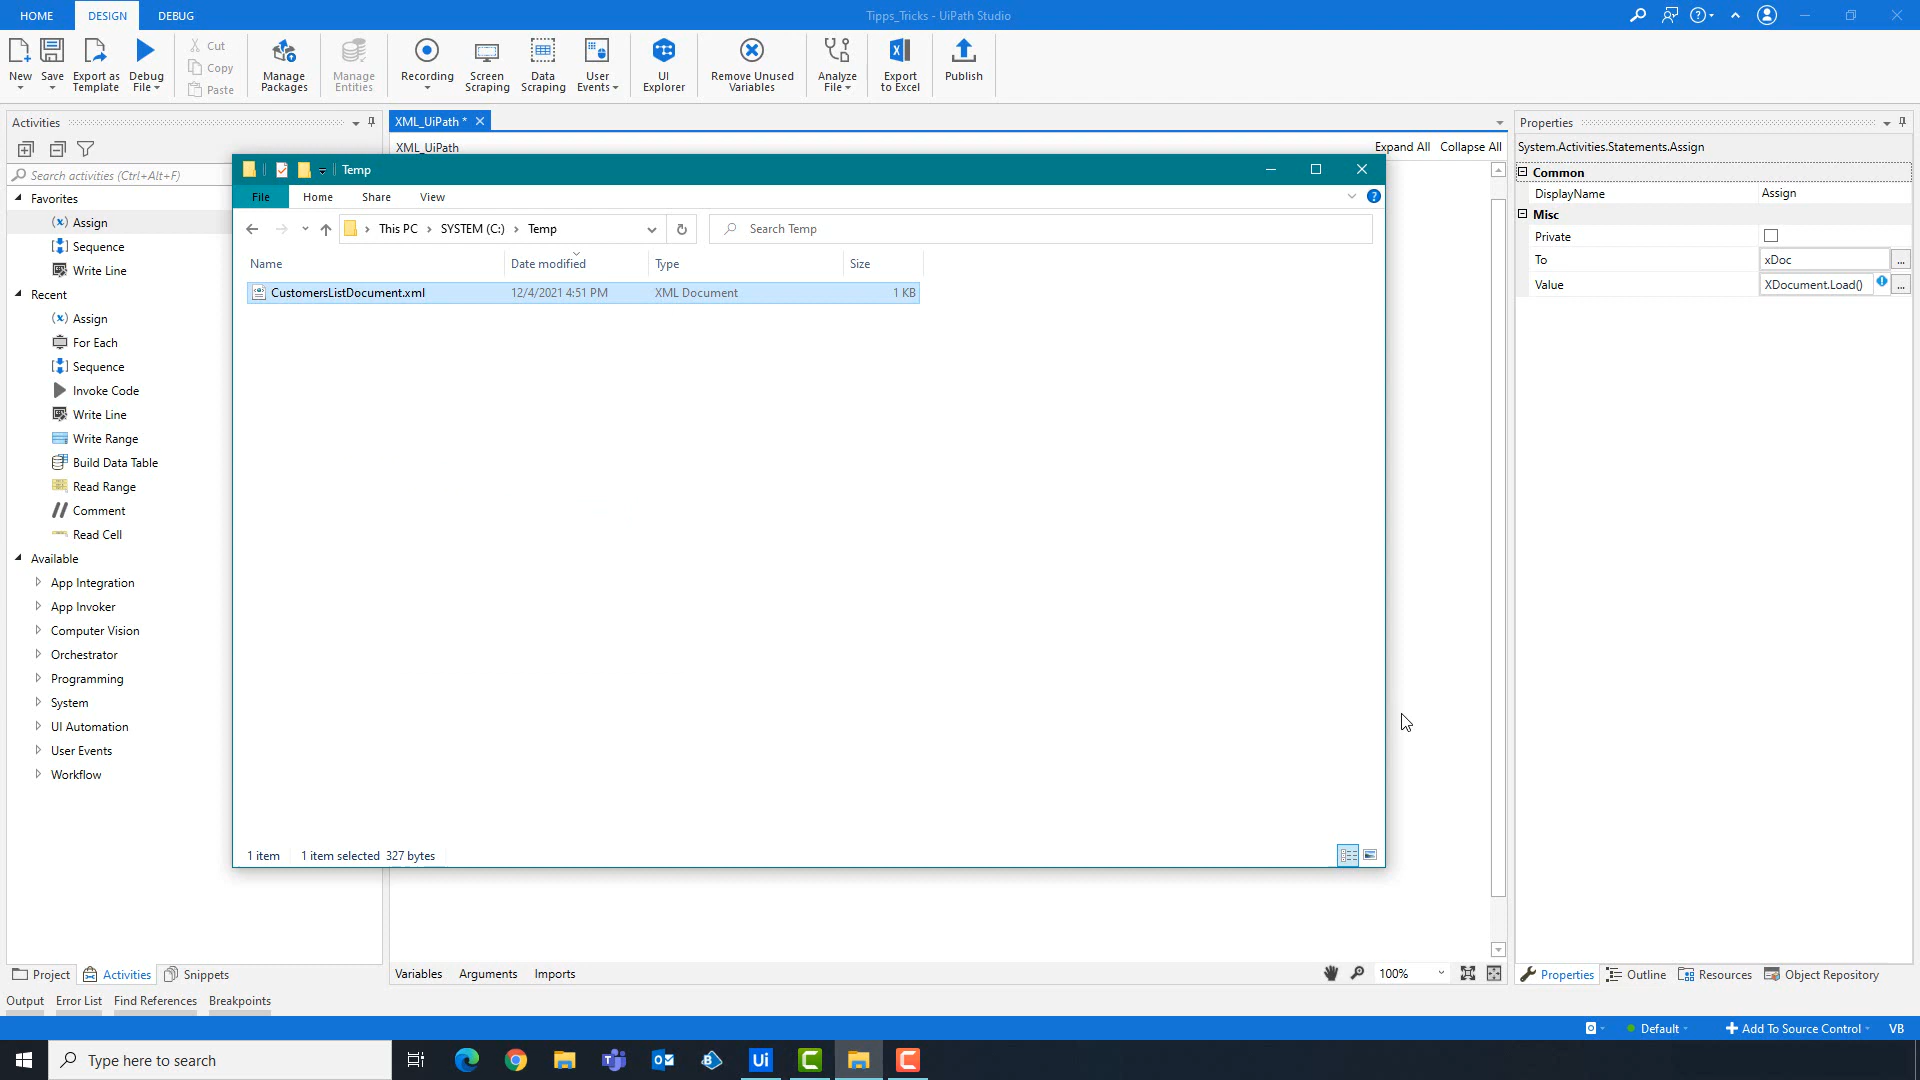 HOME
DESIGN
DEBUG
Tipps_Tricks - UiPath Studio
New
Save
Export as
Template
Debug
File
Cut
Copy
Paste
Manage
Packages
Manage
Entities
Recording
Screen
Scraping
Data
Scraping
User
Events
UI
Explorer
Remove Unused
Variables
Analyze
File
Export
to Excel
Publish
Activities
Search activities (Ctrl+Alt+F)
Favorites
Assign
Sequence
Write Line
Recent
Assign
For Each
Sequence
Invoke Code
Write Line
Write Range
Build Data Table
Read Range
Comment
Read Cell
Available
App Integration
App Invoker
Computer Vision
Orchestrator
Programming
System
UI Automation
User Events
Workflow
XML_UiPath *
XML_UiPath
Expand All
Collapse All
Temp
File
Home
Share
View
This PC
SYSTEM (C:)
Temp
Search Temp
Name
Date modified
Type
Size
CustomersListDocument.xml
12/4/2021 4:51 PM
XML Document
1 KB
1 item
1 item selected 327 bytes
Properties
System.Activities.Statements.Assign
Common
DisplayName
Assign
Misc
Private
To
xDoc
...
Value
XDocument.Load()
...
Variables
Arguments
Imports
100%
Project
Activities
Snippets
Properties
Outline
Resources
Object Repository
Output
Error List
Find References
Breakpoints
Default
Add To Source Control
VB
Type here to search
Ui